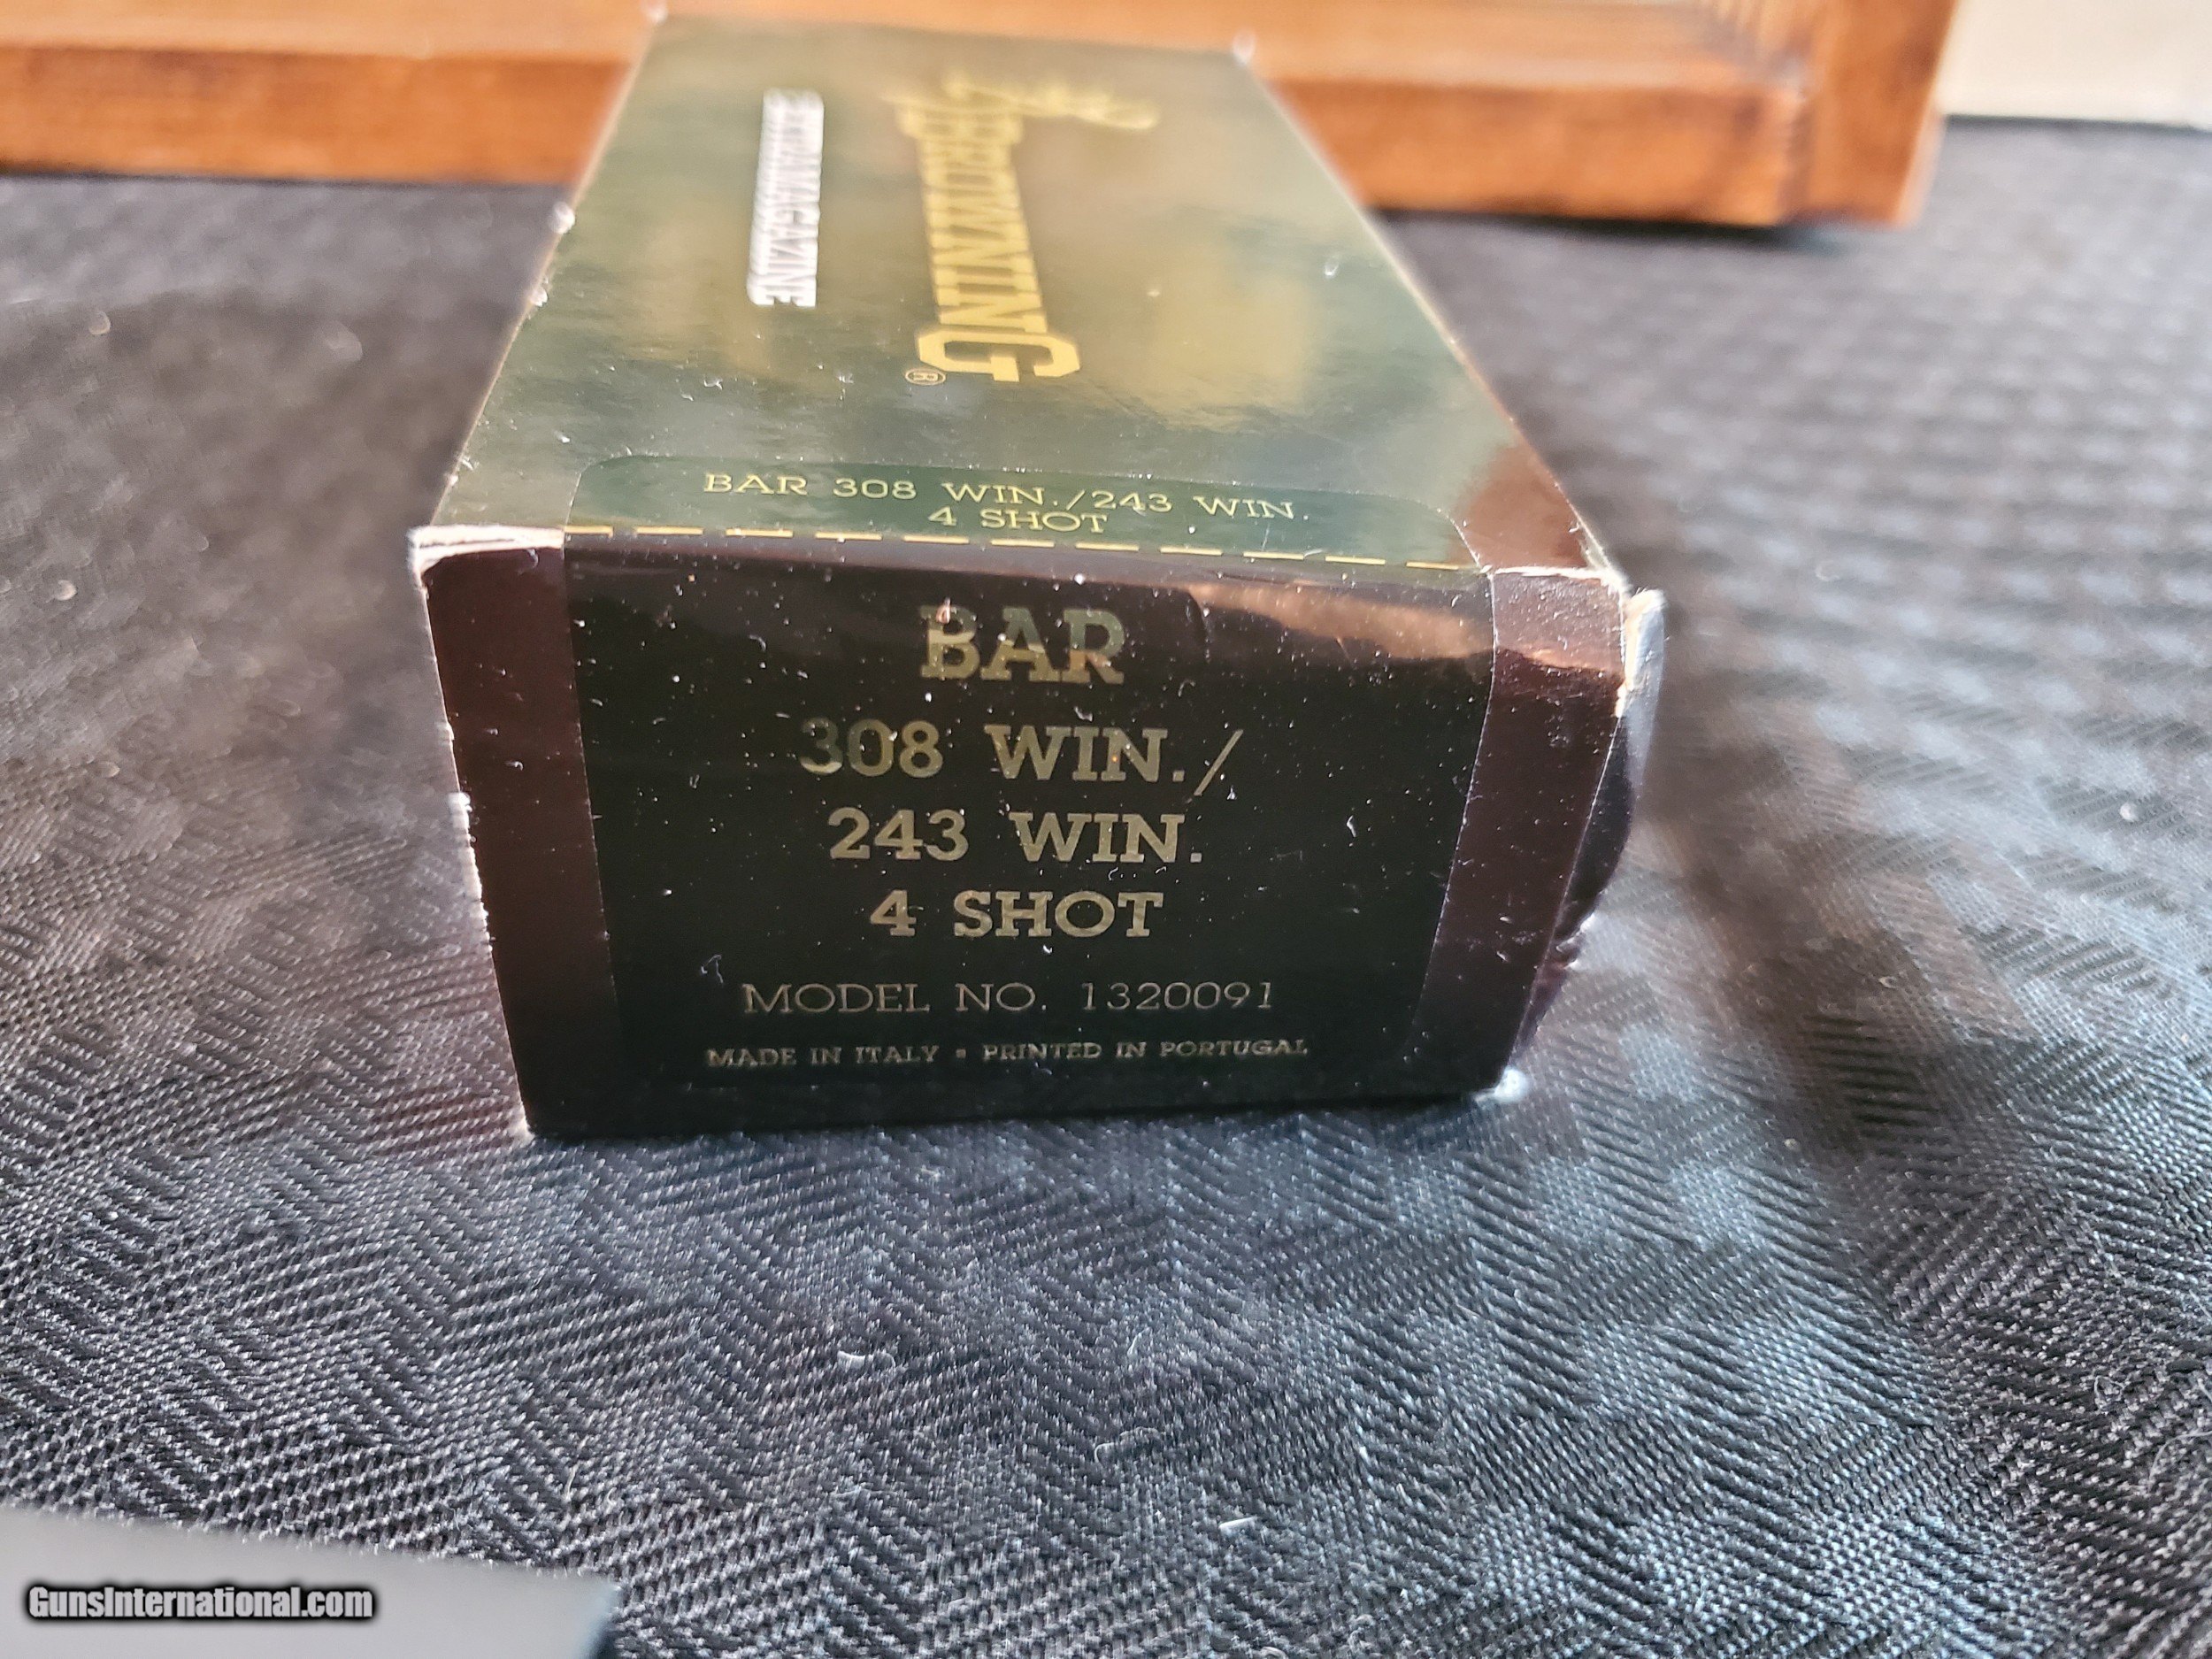 BROWNING®
BAR 308 WIN./243 WIN.
4 SHOT
BAR
308 WIN./
243 WIN.
4 SHOT
MODEL NO. 1320091
MADE IN ITALY ▪ PRINTED IN PORTUGAL
GunsInternational.com